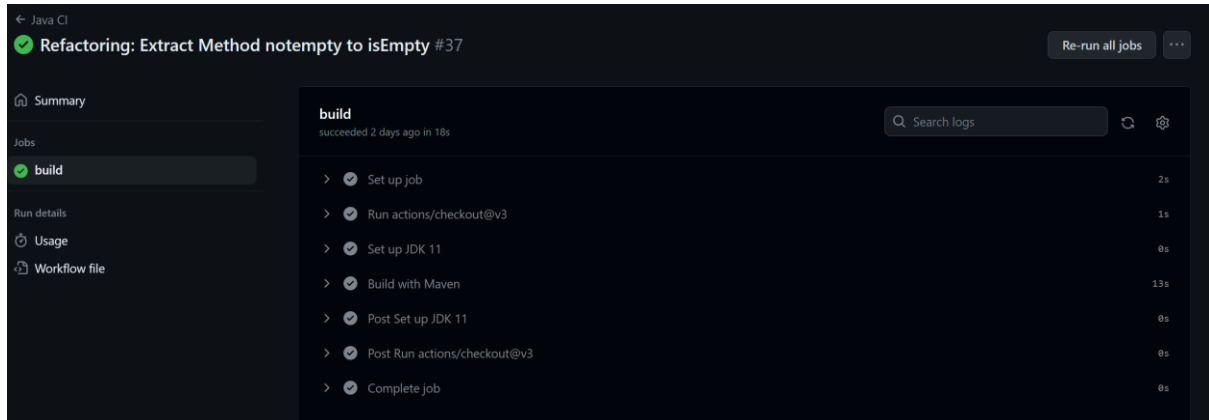 ← Java CI
Refactoring: Extract Method notempty to isEmpty #37
Re-run all jobs
Summary
Jobs
build
Run details
Usage
Workflow file
build
succeeded 2 days ago in 18s
Search logs
Set up job 2s
Run actions/checkout@v3 1s
Set up JDK 11 0s
Build with Maven 13s
Post Set up JDK 11 0s
Post Run actions/checkout@v3 0s
Complete job 0s